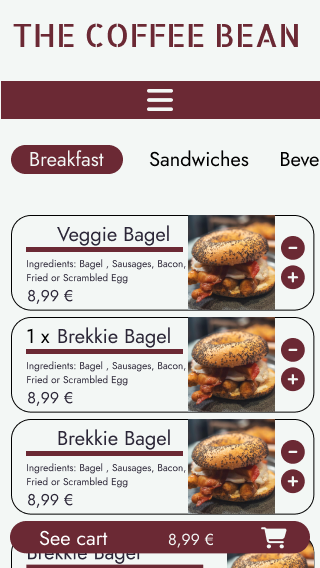 THE COFFEE BEAN
Breakfast Sandwiches Beve
Veggie Bagel
Ingredients: Bagel , Sausages, Bacon,
Fried or Scrambled Egg
8,99 €
1 x Brekkie Bagel
Ingredients: Bagel , Sausages, Bacon,
Fried or Scrambled Egg
8,99 €
Brekkie Bagel
Ingredients: Bagel , Sausages, Bacon,
Fried or Scrambled Egg
8,99 €
See cart 8,99 €
Brekkie Bagel